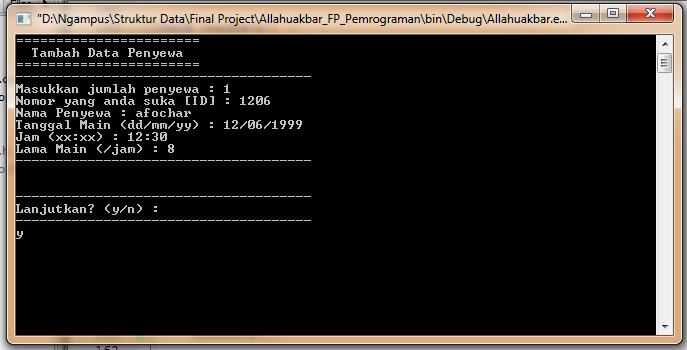 "D:\Ngampus\Struktur Data\Final Project\Allahuakbar_FP_Pemrograman\bin\Debug\Allahuakbar.e...
=======================
Tambah Data Penyewa
=======================
-------------------------------------
Masukkan jumlah penyewa : 1
Nomor yang anda suka [ID] : 1206
Nama Penyewa : afochar
Tanggal Main (dd/mm/yy) : 12/06/1999
Jam (xx:xx) : 12:30
Lama Main (/jam) : 8
-------------------------------------
-------------------------------------
Lanjutkan? (y/n) :
-------------------------------------
y